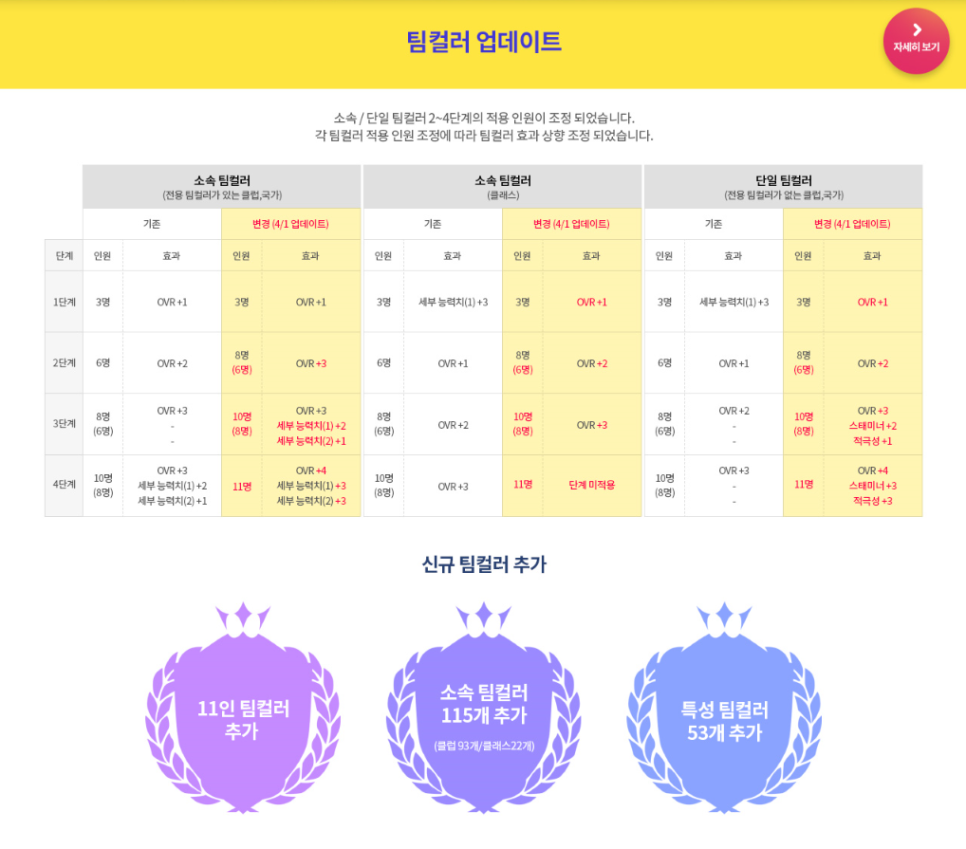 팀컬러 업데이트
자세히 보기
소속 / 단일 팀컬러 2~4단계의 적용 인원이 조정 되었습니다.
각 팀컬러 적용 인원 조정에 따라 팀컬러 효과 상향 조정 되었습니다.
소속 팀컬러 소속 팀컬러 단일 팀컬러
(전용 팀컬러가 있는 클럽,국가) (클래스) (전용 팀컬러가 없는 클럽,국가)
기존 변경 (4/1 업데이트) 기존 변경 (4/1 업데이트) 기존 변경 (4/1 업데이트)
단계 인원 효과 인원 효과 인원 효과 인원 효과 인원 효과 인원 효과
1단계 3명 OVR +1 3명 OVR +1 3명 세부 능력치(1) +3 3명 OVR +1 3명 세부 능력치(1) +3 3명 OVR +1
2단계 6명 OVR +2 8명 (6명) OVR +3 6명 OVR +1 8명 (6명) OVR +2 6명 OVR +1 8명 (6명) OVR +2
3단계 8명 (6명) OVR +3 - - 10명 (8명) OVR +3 세부 능력치(1) +2 세부 능력치(2) +1 8명 (6명) OVR +2 10명 (8명) OVR +3 8명 (6명) OVR +2 - - 10명 (8명) OVR +3 스태미너 +2 적극성 +1
4단계 10명 (8명) OVR +3 세부 능력치(1) +2 세부 능력치(2) +1 11명 OVR +4 세부 능력치(1) +3 세부 능력치(2) +3 10명 (8명) OVR +3 11명 단계 미적용 10명 (8명) OVR +3 - - 11명 OVR +4 스태미너 +3 적극성 +3
신규 팀컬러 추가
11인 팀컬러
추가
소속 팀컬러
115개 추가
(클럽 93개/클래스22개)
특성 팀컬러
53개 추가